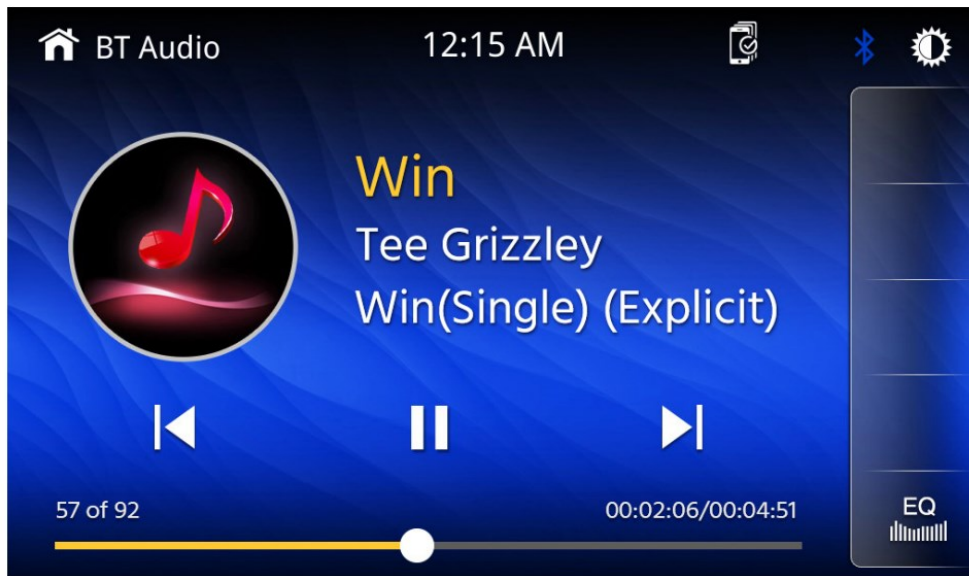 BT Audio
12:15 AM
Win
Tee Grizzley
Win(Single) (Explicit)
57 of 92
00:02:06/00:04:51
EQ